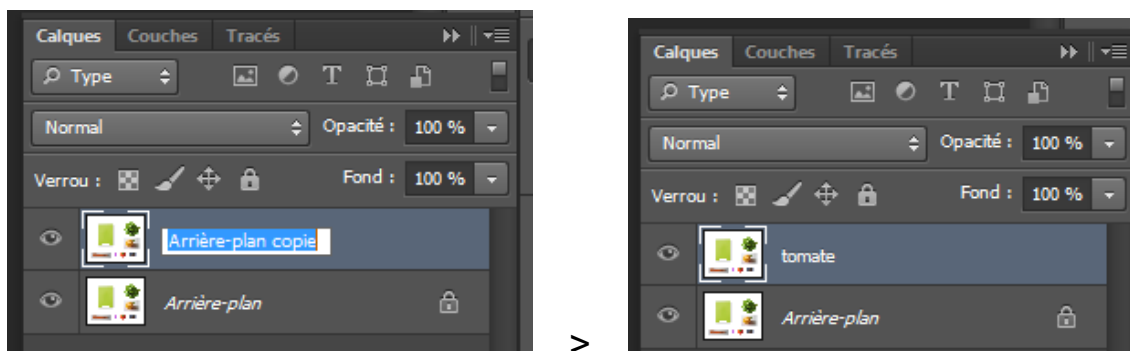 Calques Couches Tracés
Type
Normal Opacité : 100 %
Verrou : Fond : 100 %
Arrière-plan copie
Arrière-plan
>
Calques Couches Tracés
Type
Normal Opacité : 100 %
Verrou : Fond : 100 %
tomate
Arrière-plan